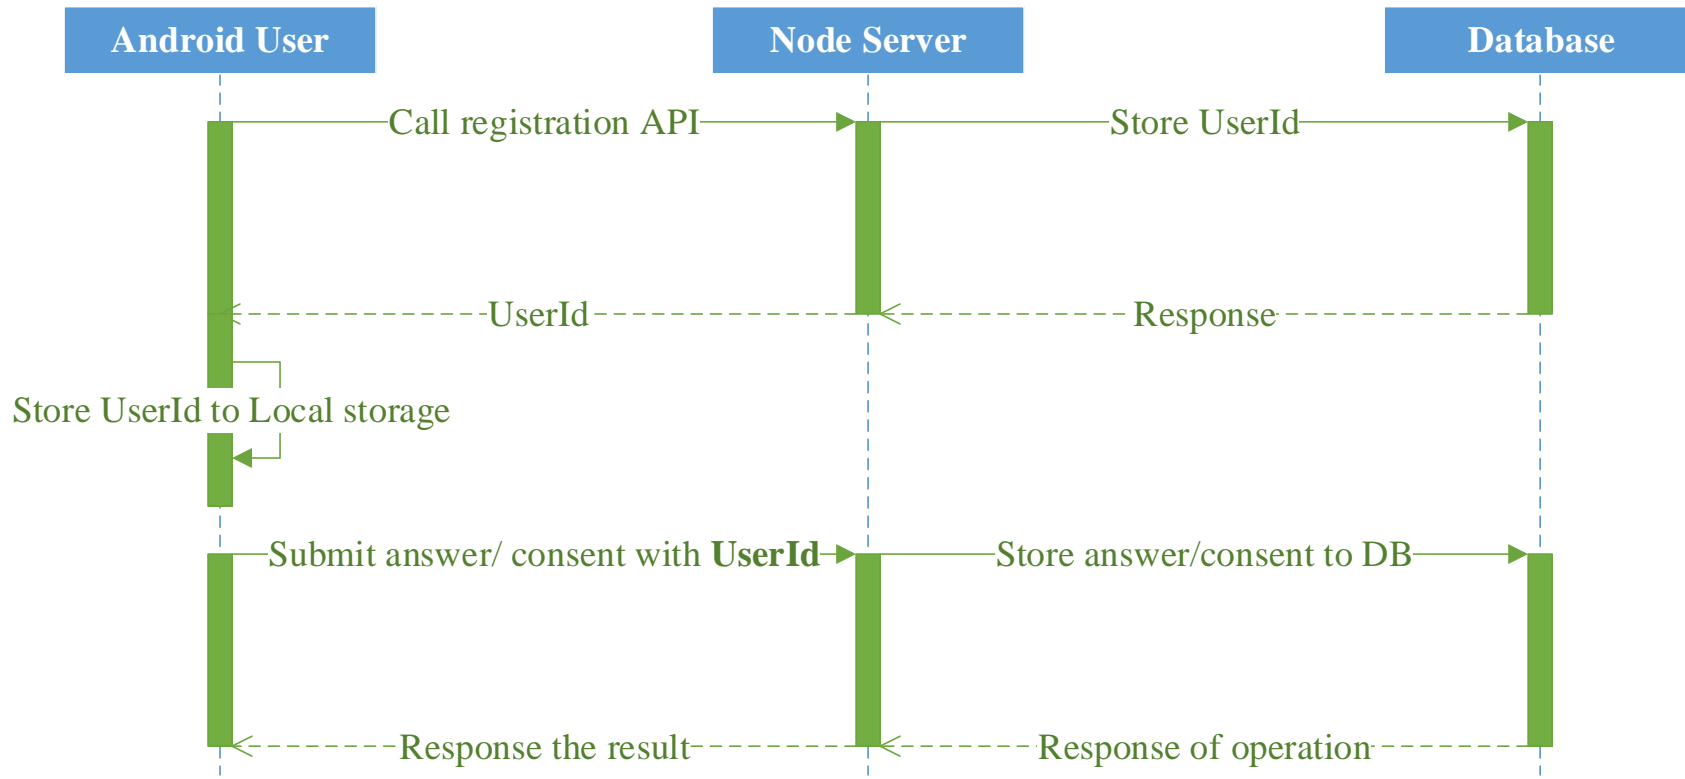 Android User
Node Server
Database
Call registration API
Store UserId
UserId
Response
Store UserId to Local storage
Submit answer/ consent with UserId
Store answer/consent to DB
Response the result
Response of operation